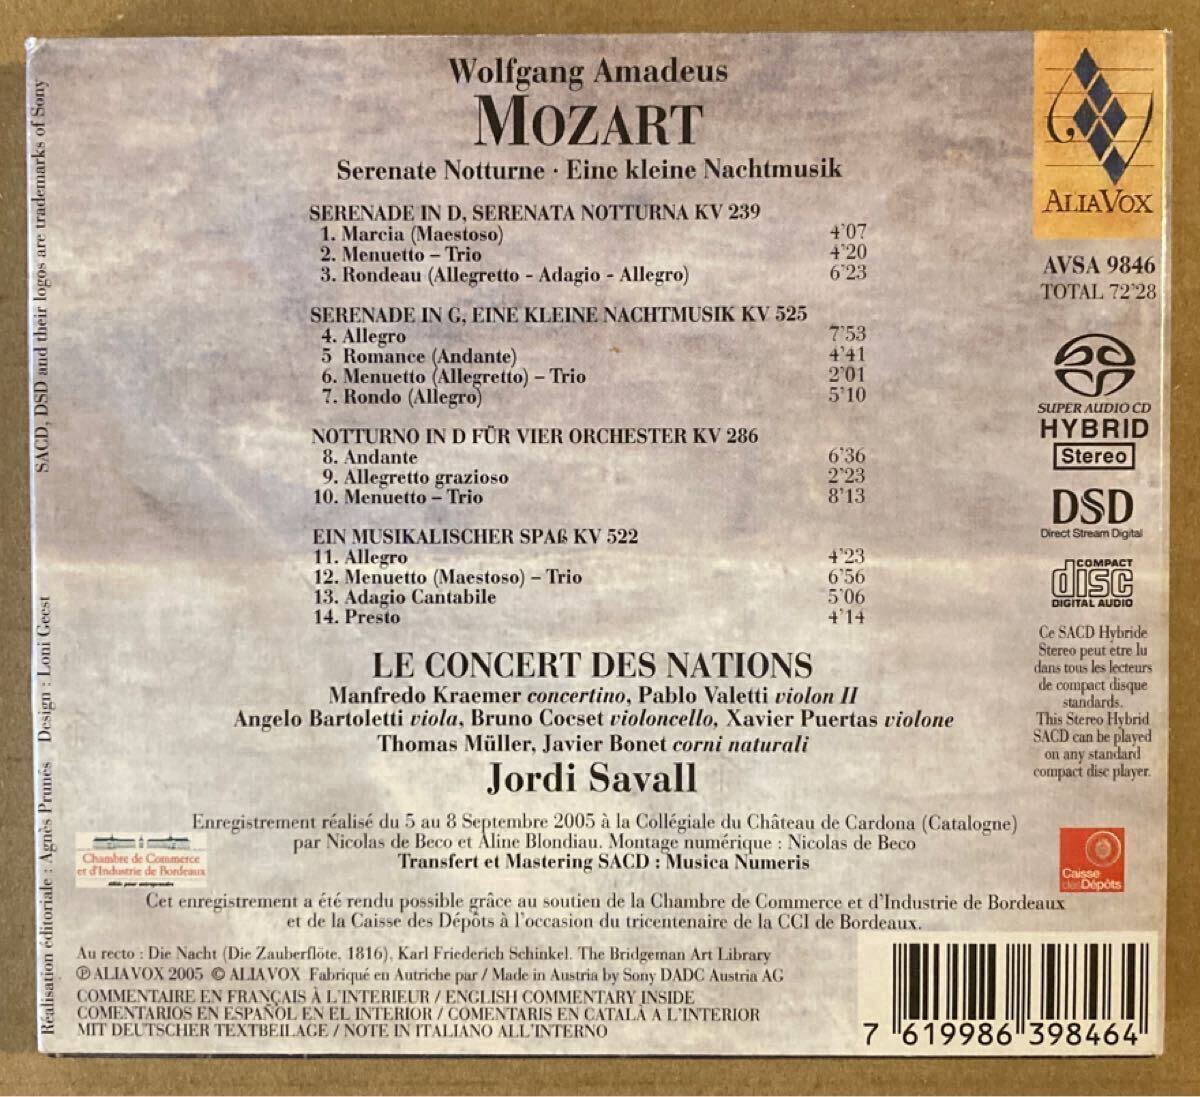 Wolfgang Amadeus
MOZART
Serenate Notturne · Eine kleine Nachtmusik
SERENADE IN D, SERENATA NOTTURNA KV 239
1. Marcia (Maestoso) 4'07
2. Menuetto – Trio 4'20
3. Rondeau (Allegretto - Adagio - Allegro) 6'23
SERENADE IN G, EINE KLEINE NACHTMUSIK KV 525
4. Allegro 7'53
5 Romance (Andante) 4'41
6. Menuetto (Allegretto) – Trio 2'01
7. Rondo (Allegro) 5'10
NOTTURNO IN D FÜR VIER ORCHESTER KV 286
8. Andante 6'36
9. Allegretto grazioso 2'23
10. Menuetto – Trio 8'13
EIN MUSIKALISCHER SPAß KV 522
11. Allegro 4'23
12. Menuetto (Maestoso) – Trio 6'56
13. Adagio Cantabile 5'06
14. Presto 4'14
LE CONCERT DES NATIONS
Manfredo Kraemer concertino, Pablo Valetti violon II
Angelo Bartoletti viola, Bruno Cocset violoncello, Xavier Puertas violone
Thomas Müller, Javier Bonet corni naturali
Jordi Savall
Enregistrement réalisé du 5 au 8 Septembre 2005 à la Collégiale du Château de Cardona (Catalogne)
par Nicolas de Beco et Aline Blondiau. Montage numérique : Nicolas de Beco
Transfert et Mastering SACD : Musica Numeris
Cet enregistrement a été rendu possible grâce au soutien de la Chambre de Commerce et d'Industrie de Bordeaux
et de la Caisse des Dépôts à l'occasion du tricentenaire de la CCI de Bordeaux.
Au recto : Die Nacht (Die Zauberflöte, 1816), Karl Friederich Schinkel. The Bridgeman Art Library
℗ ALIA VOX 2005 © ALIA VOX Fabriqué en Autriche par / Made in Austria by Sony DADC Austria AG
COMMENTAIRE EN FRANÇAIS À L'INTERIEUR / ENGLISH COMMENTARY INSIDE
COMENTARIOS EN ESPAÑOL EN EL INTERIOR / COMENTARIS EN CATALÀ A L'INTERIOR
MIT DEUTSCHER TEXTBEILAGE / NOTE IN ITALIANO ALL'INTERNO
ALIA VOX
AVSA 9846
TOTAL 72'28
SUPER AUDIO CD
HYBRID
Stereo
DSD
Direct Stream Digital
COMPACT
disc
DIGITAL AUDIO
Ce SACD Hybride
Stereo peut être lu
dans tous les lecteurs
de compact disque
standards.
This Stereo Hybrid
SACD can be played
on any standard
compact disc player.
Caisse
des Dépôts
7 619986 398464
Chambre de Commerce
et d'Industrie de Bordeaux
alliés pour entreprendre
SACD, DSD and their logos are trademarks of Sony
Réalisation éditoriale : Agnès Prunés Design : Loni Geest